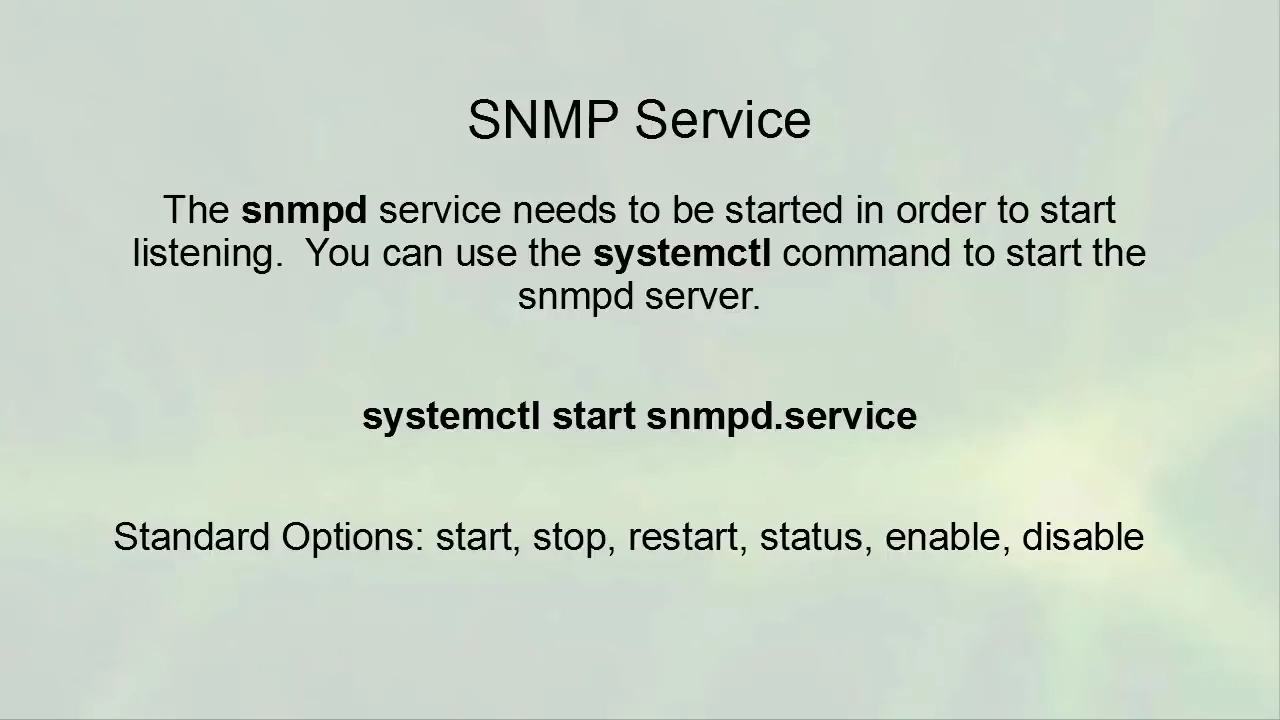 SNMP Service
The snmpd service needs to be started in order to start
listening.  You can use the systemctl command to start the
snmpd server.
systemctl start snmpd.service
Standard Options: start, stop, restart, status, enable, disable